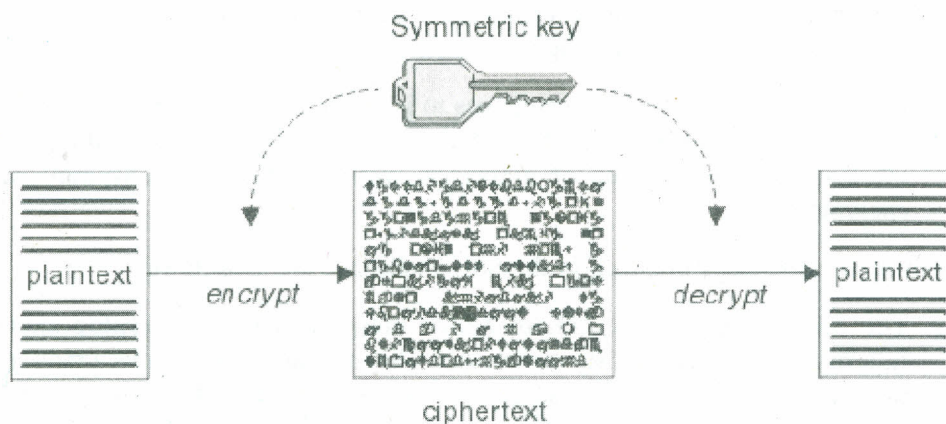 Symmetric key
plaintext
encrypt
decrypt
plaintext
ciphertext